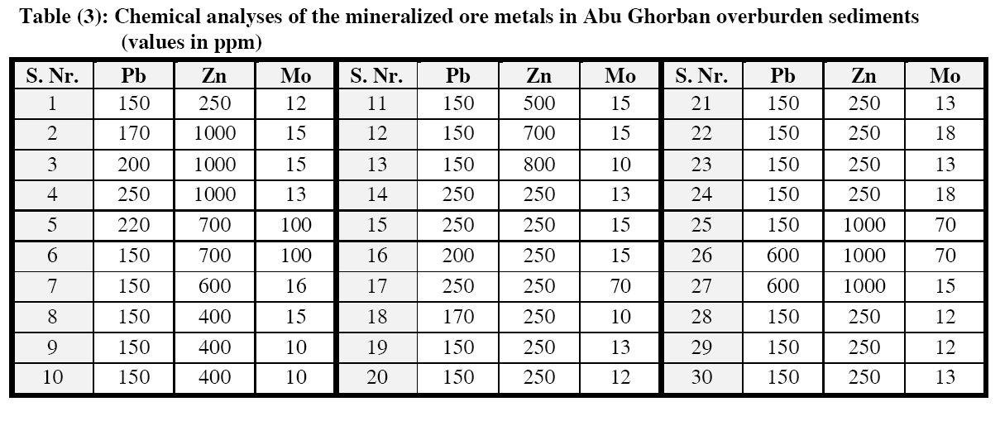 Table (3): Chemical analyses of the mineralized ore metals in Abu Ghorban overburden sediments
(values in ppm)
S. Nr. Pb Zn Mo S. Nr. Pb Zn Mo S. Nr. Pb Zn Mo
1 150 250 12 11 150 500 15 21 150 250 13
2 170 1000 15 12 150 700 15 22 150 250 18
3 200 1000 15 13 150 800 10 23 150 250 13
4 250 1000 13 14 250 250 13 24 150 250 18
5 220 700 100 15 250 250 15 25 150 1000 70
6 150 700 100 16 200 250 15 26 600 1000 70
7 150 600 16 17 250 250 70 27 600 1000 15
8 150 400 15 18 170 250 10 28 150 250 12
9 150 400 10 19 150 250 13 29 150 250 12
10 150 400 10 20 150 250 12 30 150 250 13